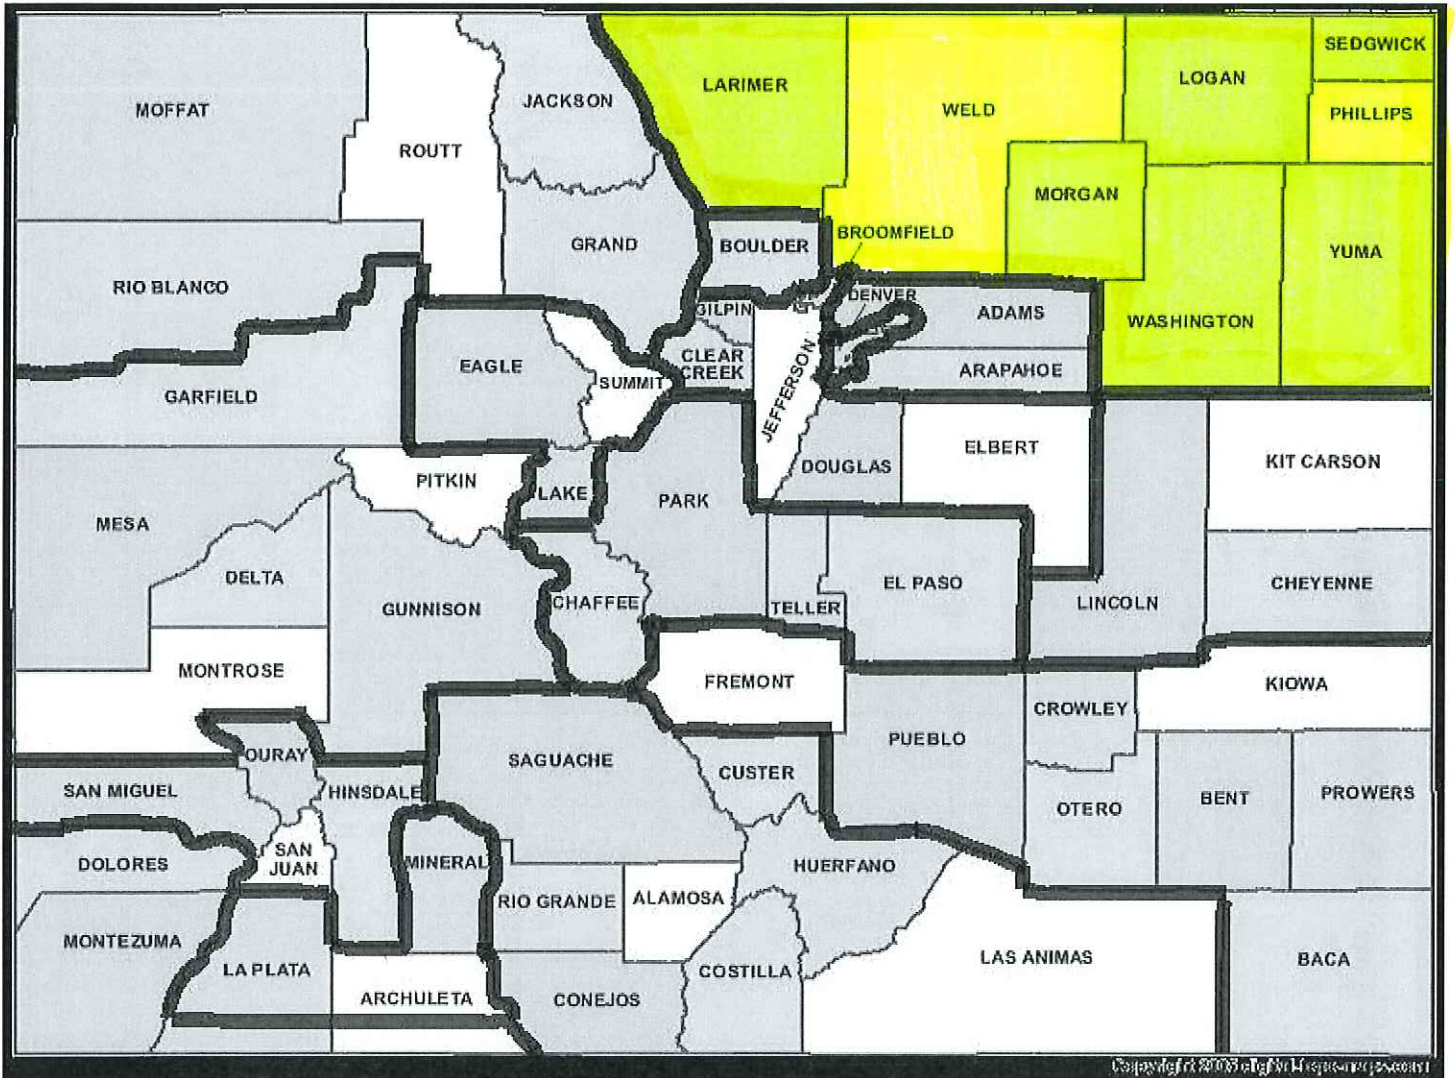 SEDGWICK
LOGAN
LARIMER
MOFFAT
JACKSON
WELD
PHILLIPS
ROUTT
MORGAN
BROOMFIELD
GRAND
BOULDER
YUMA
RIO BLANCO
DENVER
GILPIN
ADAMS
WASHINGTON
CLEAR
CREEK
EAGLE
ARAPAHOE
SUMMIT
GARFIELD
JEFFERSON
ELBERT
KIT CARSON
DOUGLAS
PITKIN
LAKE
PARK
MESA
DELTA
EL PASO
CHEYENNE
GUNNISON
CHAFFEE
TELLER
LINCOLN
MONTROSE
FREMONT
KIOWA
CROWLEY
PUEBLO
OURAY
SAGUACHE
CUSTER
SAN MIGUEL
HINSDALE
PROWERS
BENT
OTERO
SAN
JUAN
DOLORES
MINERAL
HUERFANO
RIO GRANDE
ALAMOSA
MONTEZUMA
LA PLATA
COSTILLA
LAS ANIMAS
BACA
ARCHULETA
CONEJOS